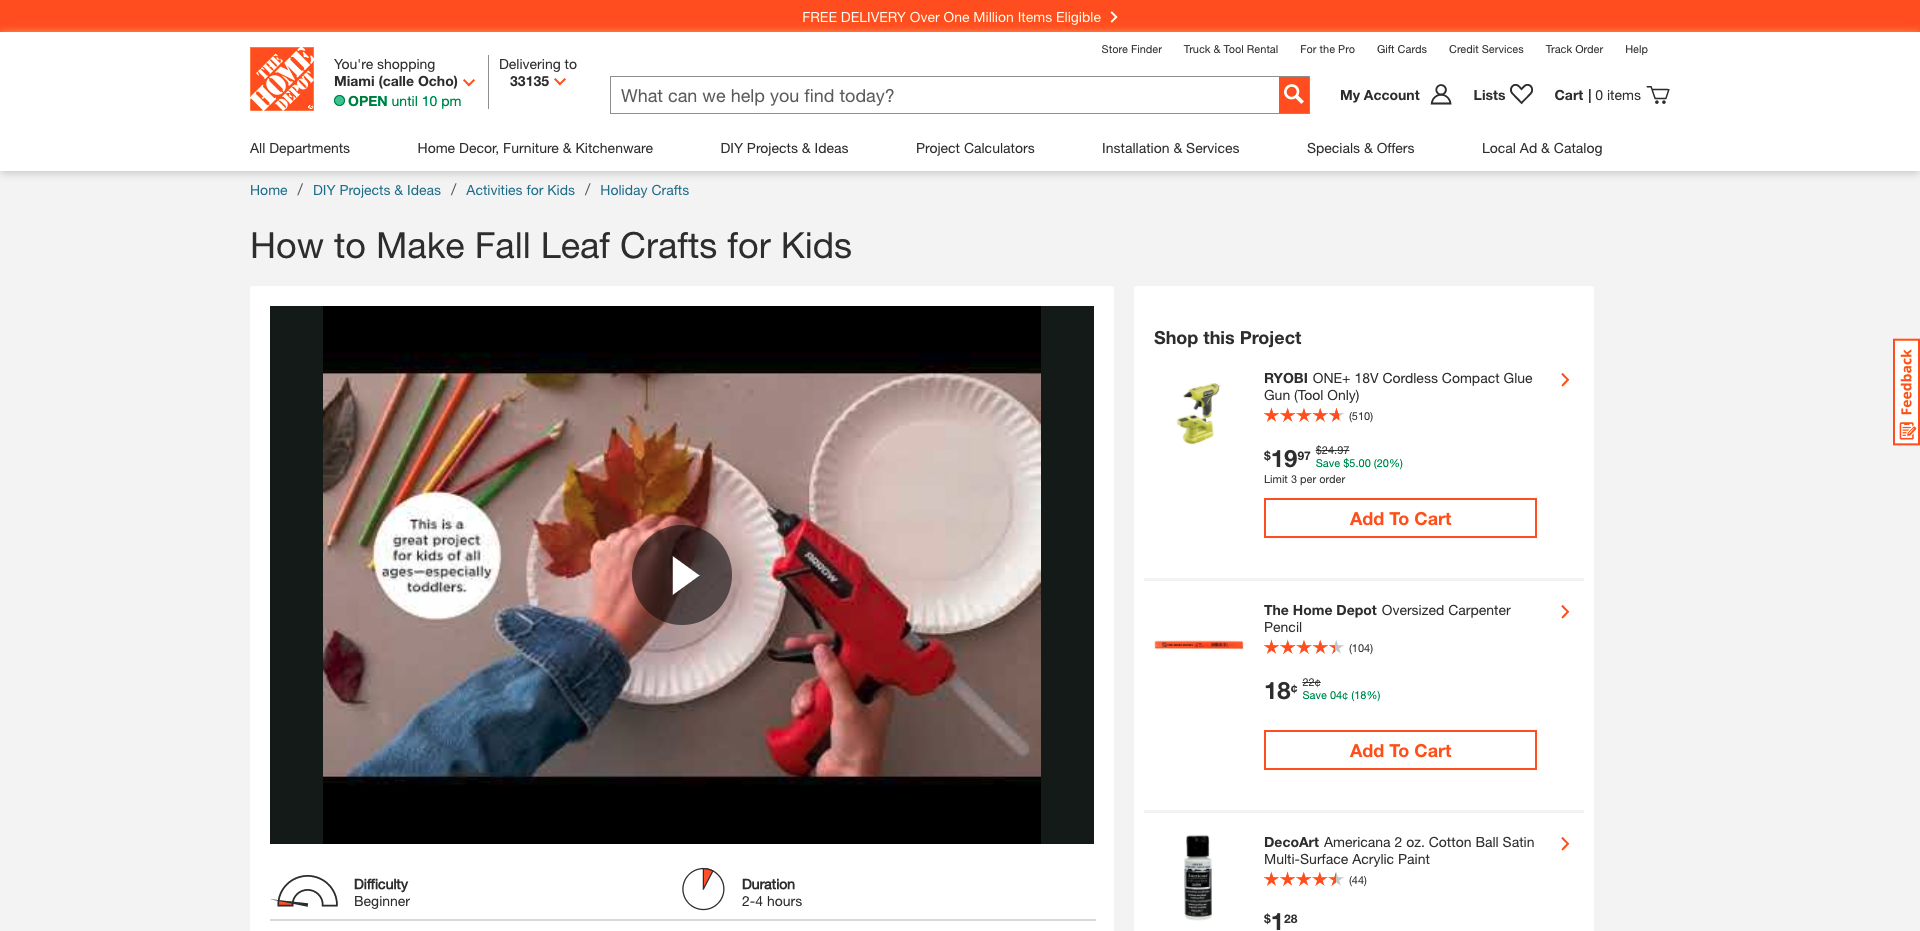 FREE DELIVERY Over One Million Items Eligible
THE HOME DEPOT
You're shopping
Miami (calle Ocho)
OPEN until 10 pm
Delivering to
33135
Store Finder
Truck & Tool Rental
For the Pro
Gift Cards
Credit Services
Track Order
Help
What can we help you find today?
My Account
Lists
Cart | 0 items
All Departments
Home Decor, Furniture & Kitchenware
DIY Projects & Ideas
Project Calculators
Installation & Services
Specials & Offers
Local Ad & Catalog
Home / DIY Projects & Ideas / Activities for Kids / Holiday Crafts
How to Make Fall Leaf Crafts for Kids
This is a
great project
for kids of all
ages—especially
toddlers.
ARROW
Difficulty
Beginner
Duration
2-4 hours
Shop this Project
RYOBI ONE+ 18V Cordless Compact Glue
Gun (Tool Only)
(510)
$1997 $24.97
Save $5.00 (20%)
Limit 3 per order
Add To Cart
The Home Depot Oversized Carpenter
Pencil
(104)
18¢ 22¢
Save 04¢ (18%)
Add To Cart
DecoArt Americana 2 oz. Cotton Ball Satin
Multi-Surface Acrylic Paint
(44)
$128
Feedback